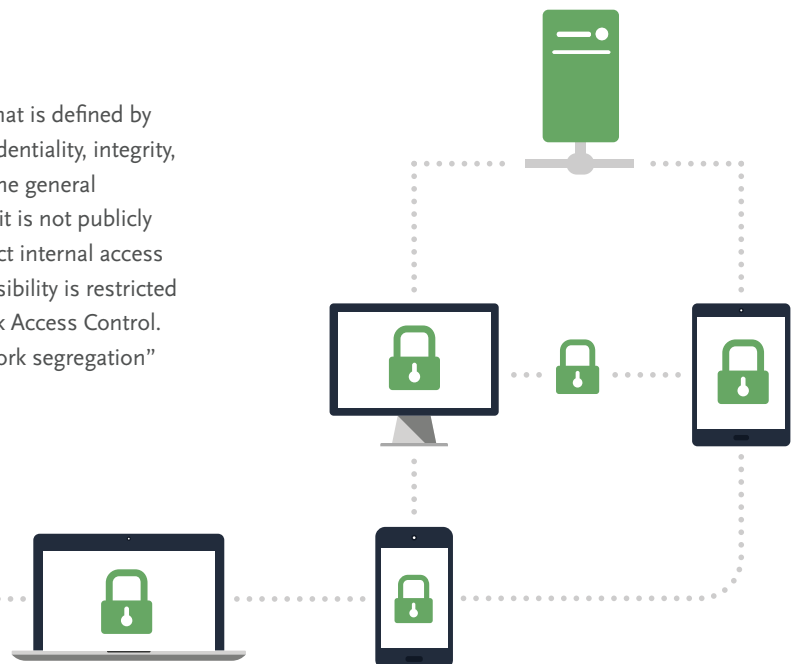 hat is defined by
dentiality, integrity,
he general
it is not publicly
ct internal access
sibility is restricted
k Access Control.
ork segregation”